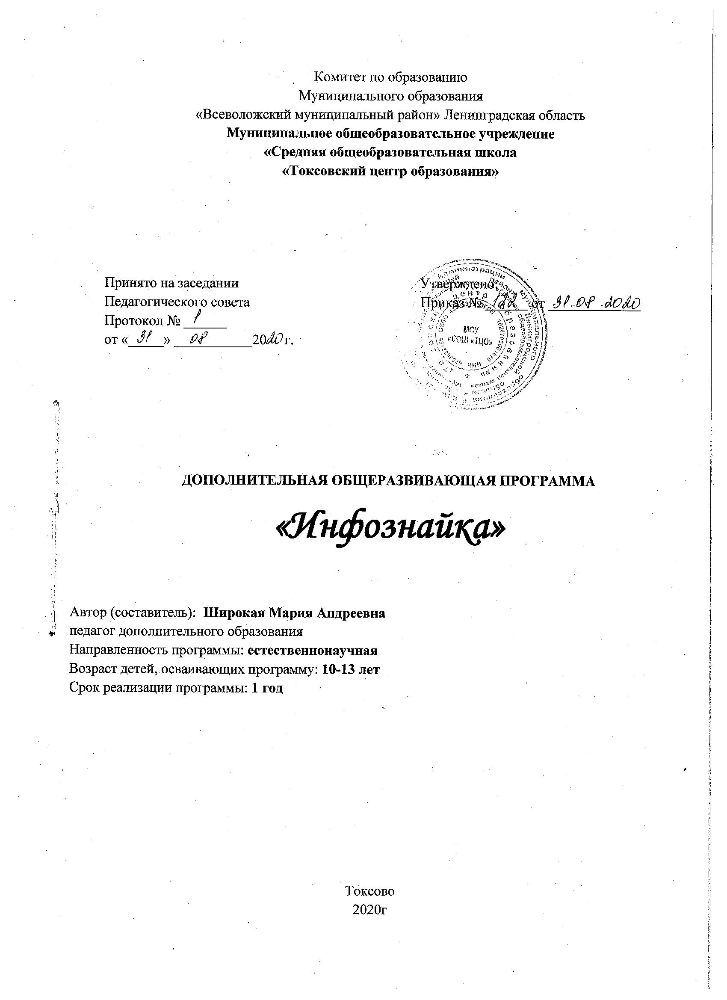 Комитет по образованию
Муниципального образования
«Всеволожский муниципальный район» Ленинградская область
Муниципальное общеобразовательное учреждение
«Средняя общеобразовательная школа
«Токсовский центр образования»
Принято на заседании
Педагогического совета
Протокол № 1
от « 31 » 08 2020 г.
Утверждено:
Приказ № 122 от 31.08.2020
МОУ
«СОШ «ТЦО»
ДОПОЛНИТЕЛЬНАЯ ОБЩЕРАЗВИВАЮЩАЯ ПРОГРАММА
«Инфознайка»
Автор (составитель): Широкая Мария Андреевна
педагог дополнительного образования
Направленность программы: естественнонаучная
Возраст детей, осваивающих программу: 10-13 лет
Срок реализации программы: 1 год
Токсово
2020г